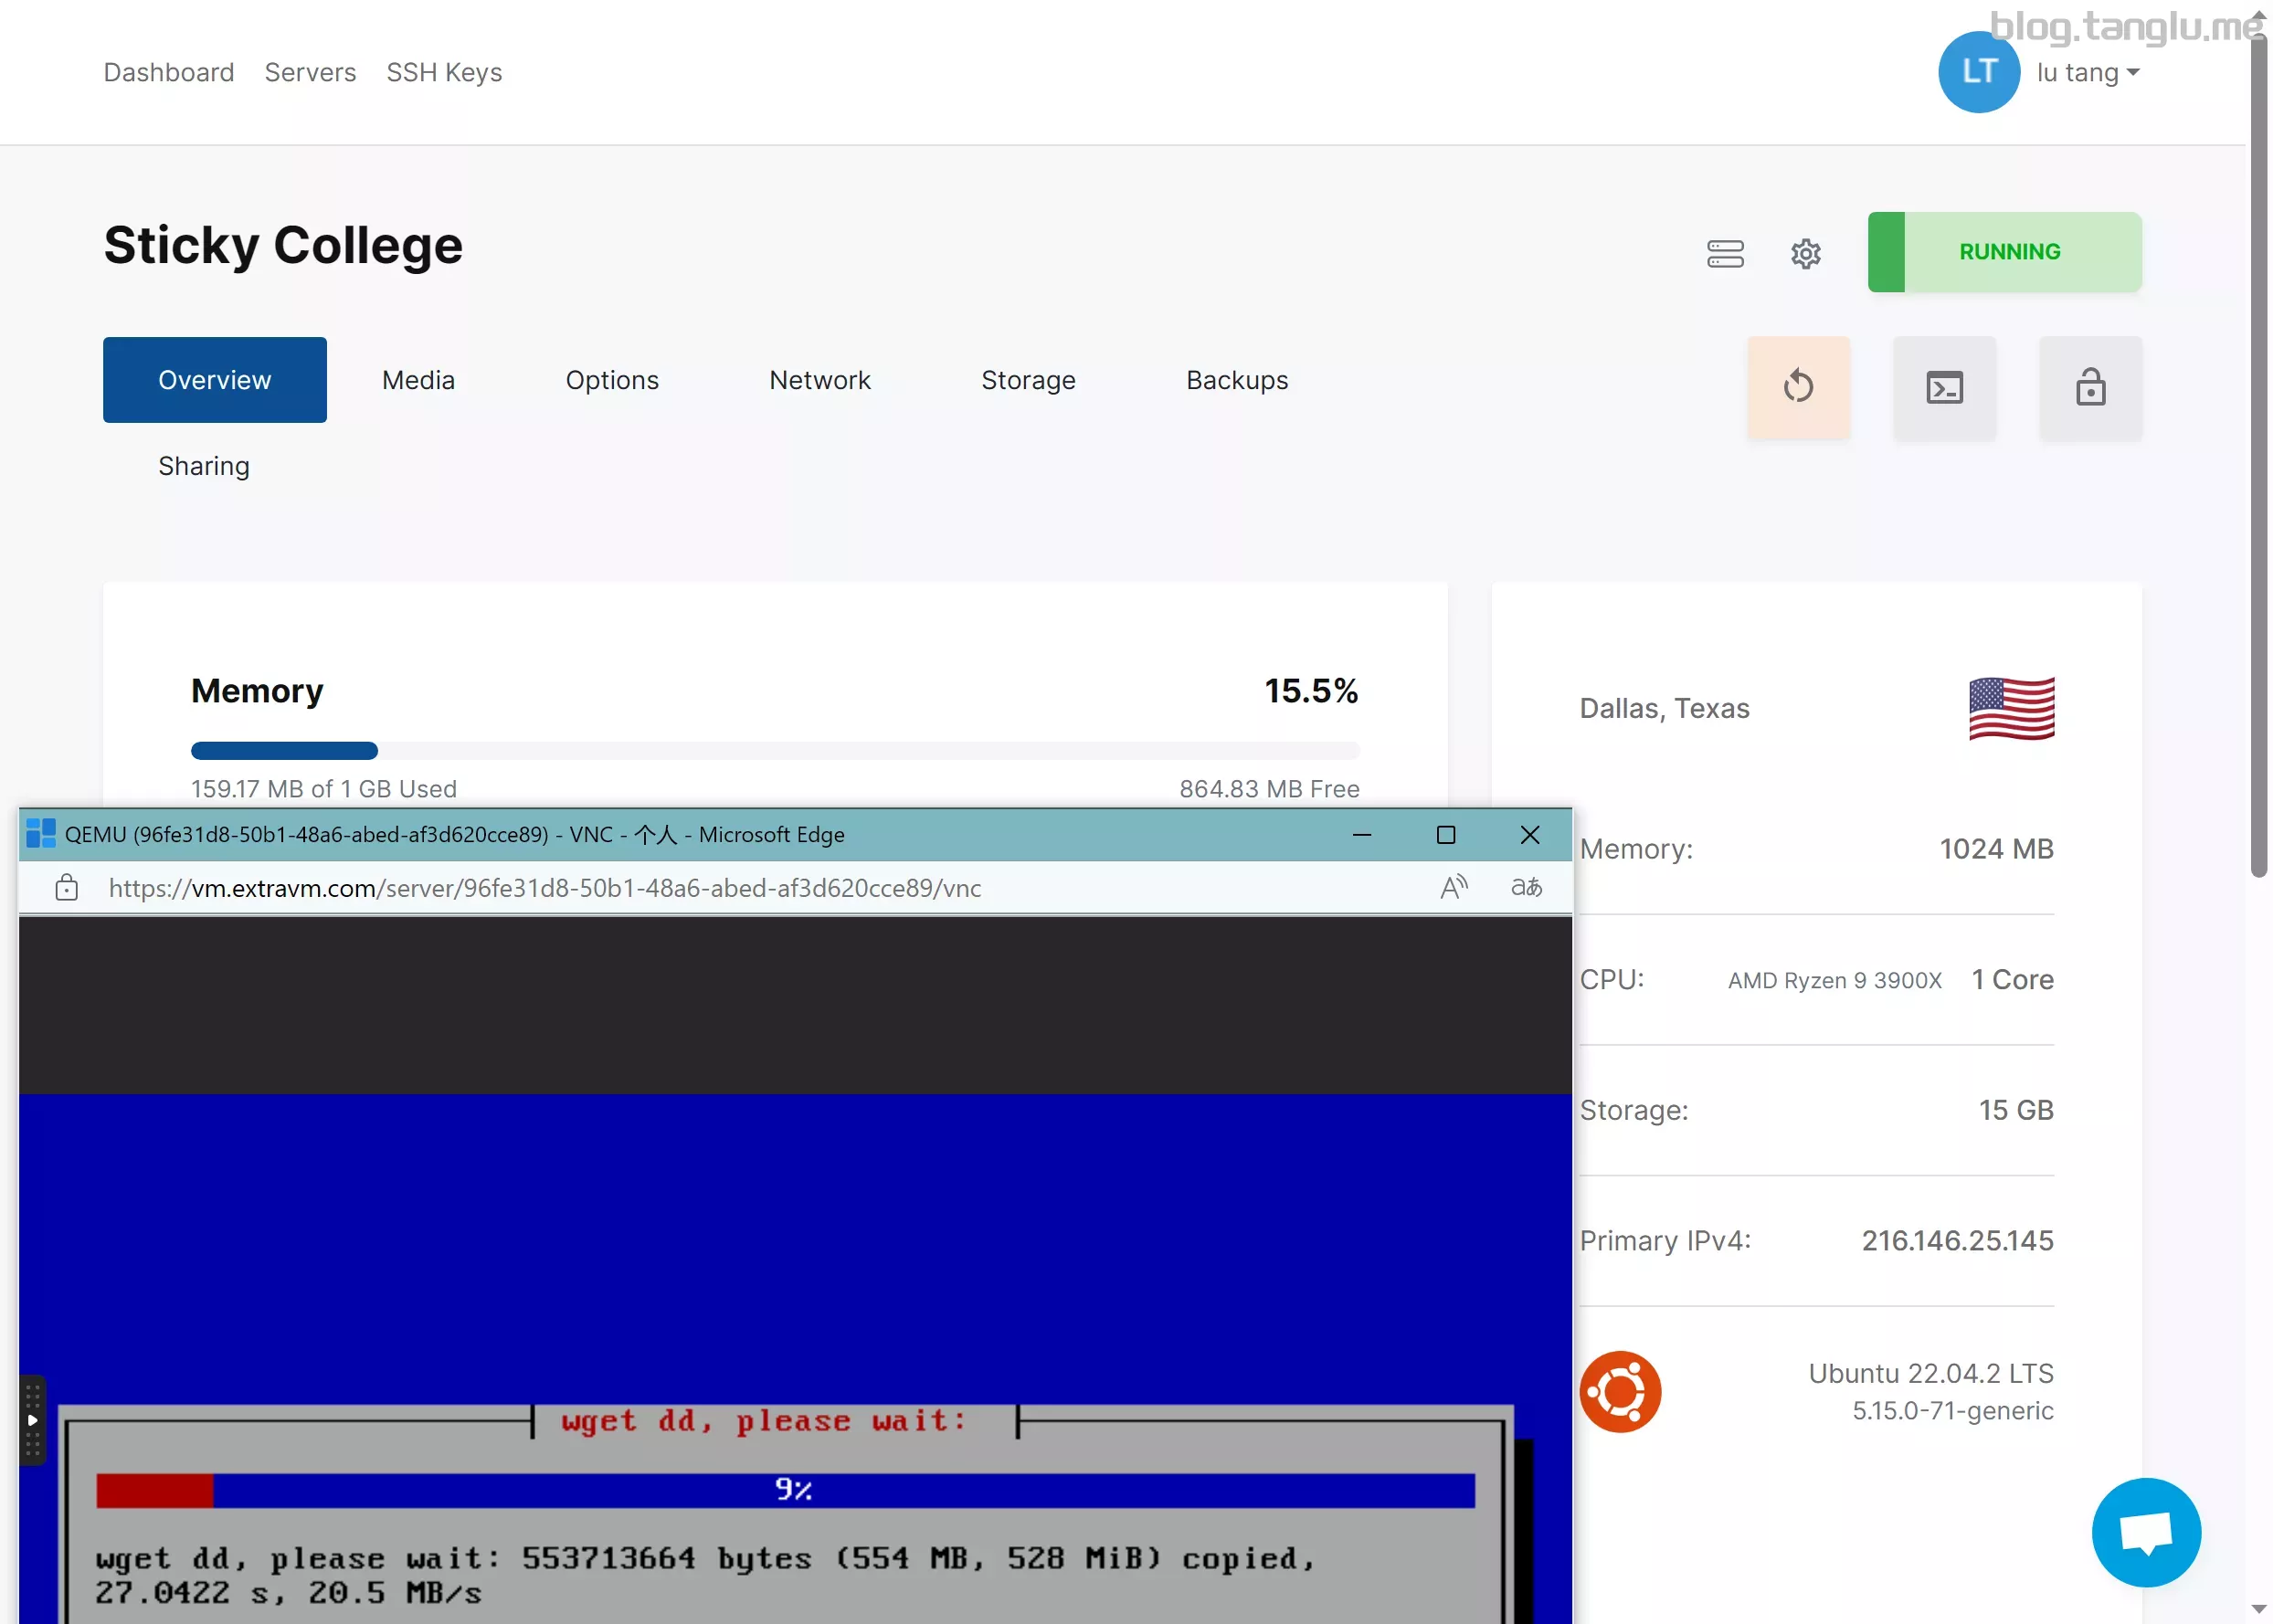 blog.tanglu.me
Dashboard Servers SSH Keys
LT lu tang
Sticky College
RUNNING
Overview Media Options Network Storage Backups
Sharing
Memory 15.5%
159.17 MB of 1 GB Used 864.83 MB Free
Dallas, Texas
Memory: 1024 MB
CPU: AMD Ryzen 9 3900X 1 Core
Storage: 15 GB
Primary IPv4: 216.146.25.145
Ubuntu 22.04.2 LTS
5.15.0-71-generic
QEMU (96fe31d8-50b1-48a6-abed-af3d620cce89) - VNC - 个人 - Microsoft Edge
https://vm.extravm.com/server/96fe31d8-50b1-48a6-abed-af3d620cce89/vnc
A aあ
wget dd, please wait:
9%
wget dd, please wait: 553713664 bytes (554 MB, 528 MiB) copied,
27.0422 s, 20.5 MB/s